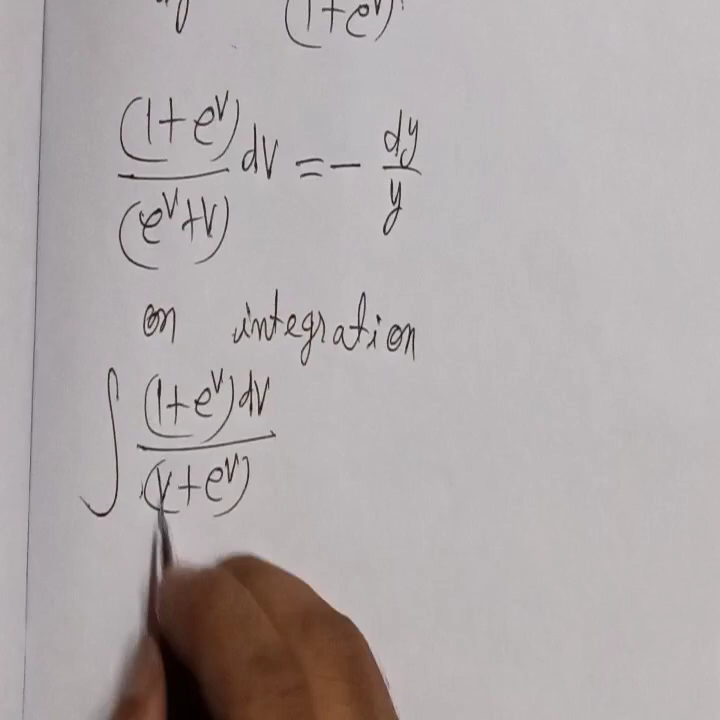 (1+e^v)
(1+e^v)/(e^v+v) dv = - dy/y
on integration
∫ (1+e^v)dv/(v+e^v)